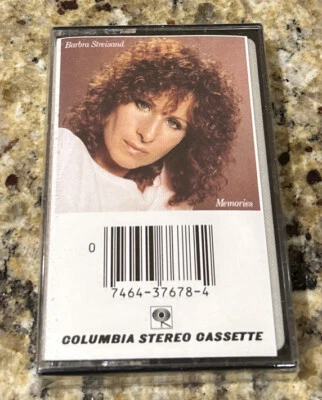 Barbra Streisand
Memories
0
7464-37678-4
COLUMBIA STEREO CASSETTE